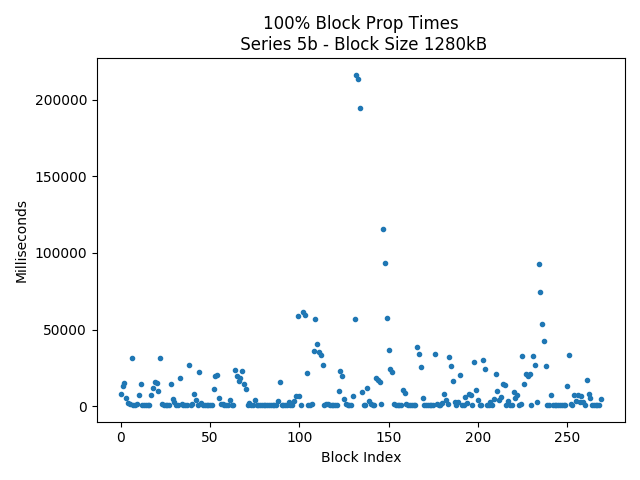 100% Block Prop Times
Series 5b - Block Size 1280kB
Milliseconds
200000
150000
100000
50000
0
0 50 100 150 200 250
Block Index